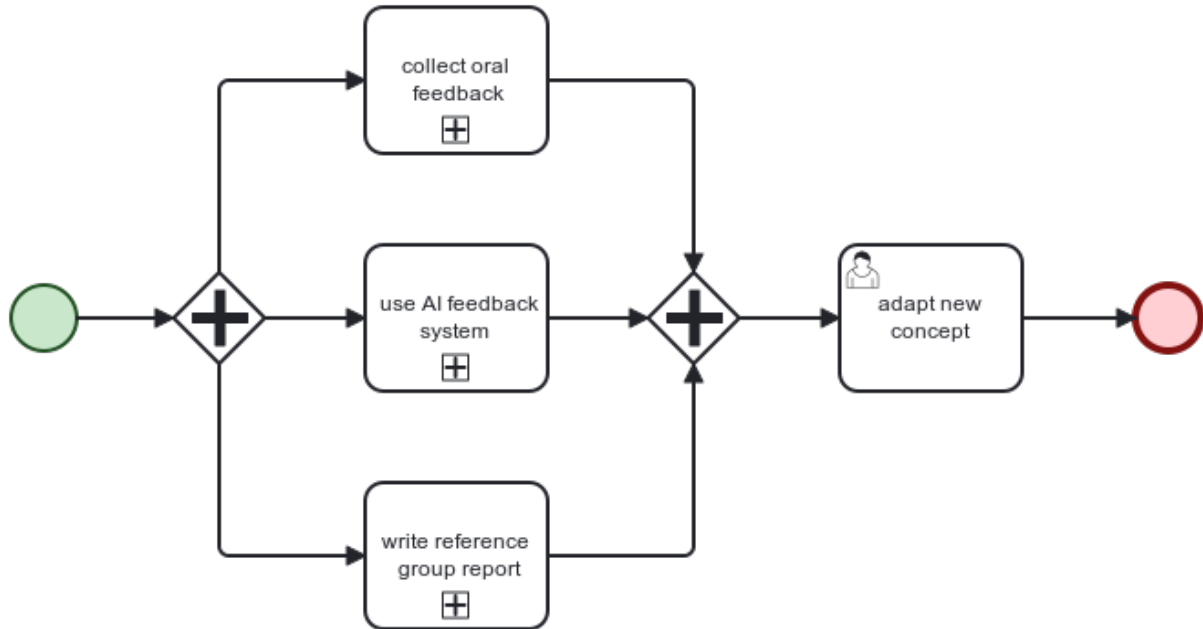 collect oral
feedback
use AI feedback
system
adapt new
concept
write reference
group report